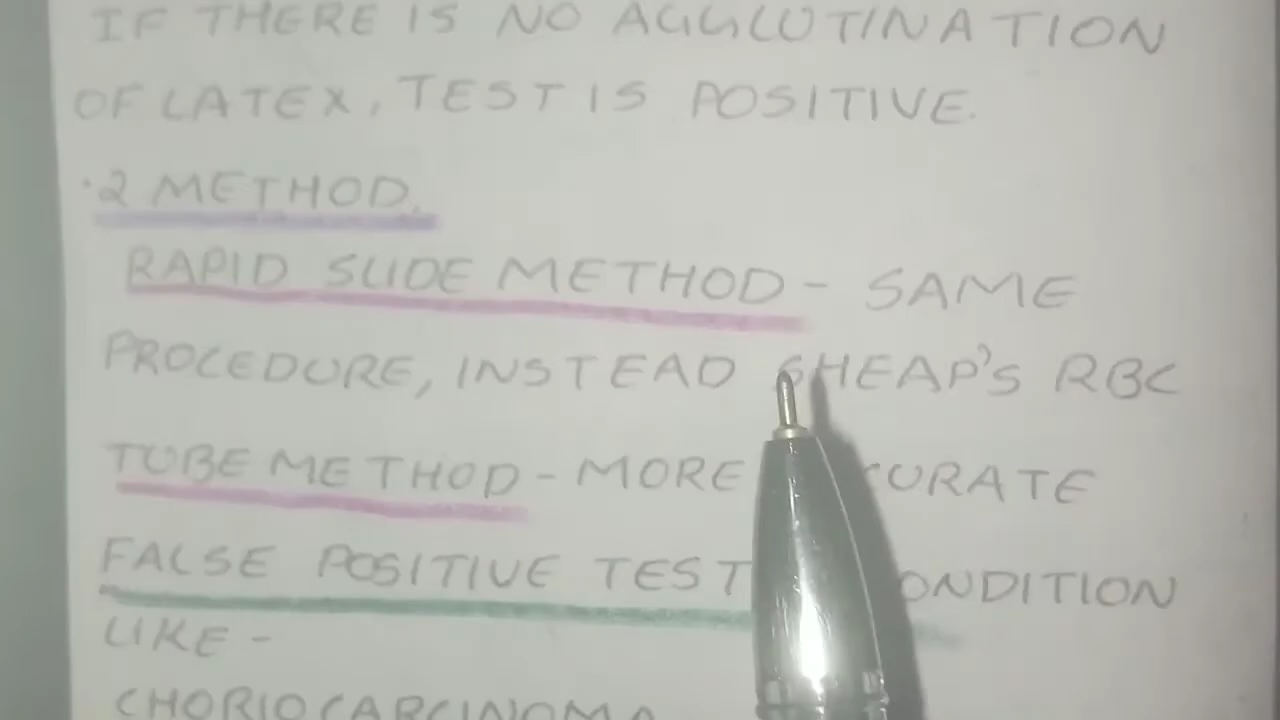 IF THERE IS NO AGGLUTINATION
OF LATEX, TEST IS POSITIVE.
·2 METHOD.
RAPID SLIDE METHOD - SAME
PROCEDURE, INSTEAD SHEAP'S RBC
TUBE METHOD - MORE
FALSE POSITIVE TEST
LIKE -
CHORIOCARCINOMA